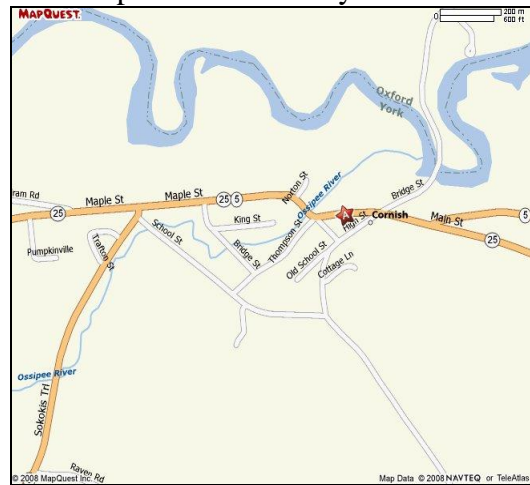 MAPQUEST.
0
200 m
600 ft
Oxford
York
Ossipee River
Norton St
Bridge St
Maple St
Maple St
25
25 5
A
Cornish
Main St
5
25
High St
King St
School St
Bridge St
Thompson St
Old School St
Cottage Ln
Pumpkinville
Trafton St
Ossipee River
Sokokis Trl
Raven Rd
© 2008 MapQuest Inc.
Map Data © 2008 NAVTEQ or TeleAtlas